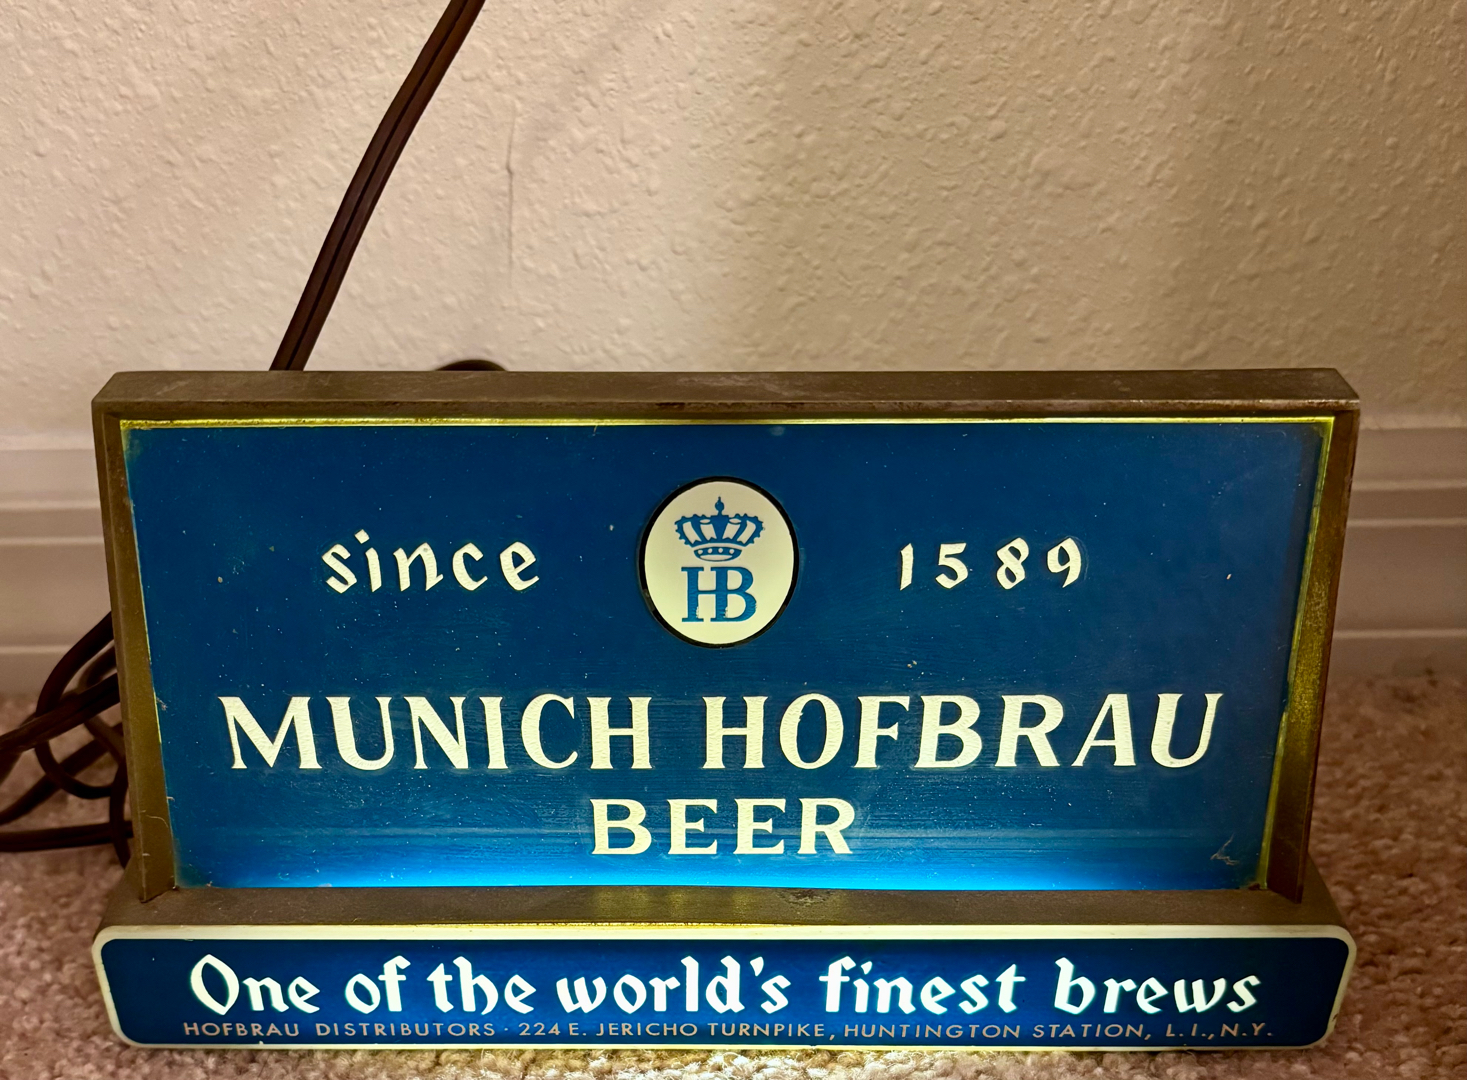 since HB 1589
MUNICH HOFBRAU
BEER
One of the world's finest brews
HOFBRAU DISTRIBUTORS · 224 E. JERICHO TURNPIKE, HUNTINGTON STATION, L.I., N.Y.